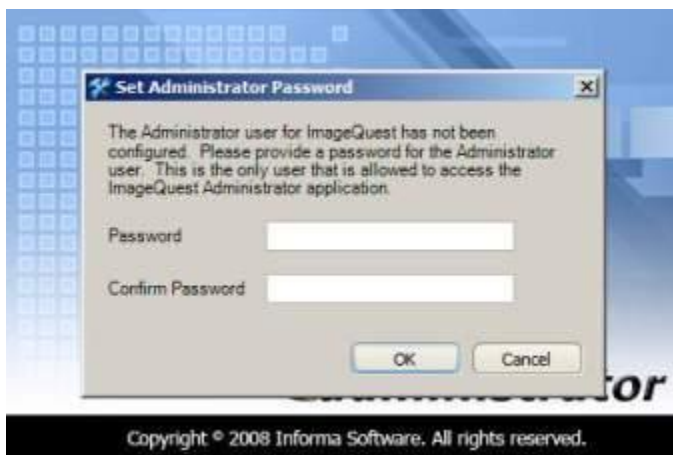 Set Administrator Password
The Administrator user for ImageQuest has not been
configured. Please provide a password for the Administrator
user. This is the only user that is allowed to access the
ImageQuest Administrator application.
Password
Confirm Password
OK
Cancel
Copyright © 2008 Informa Software. All rights reserved.